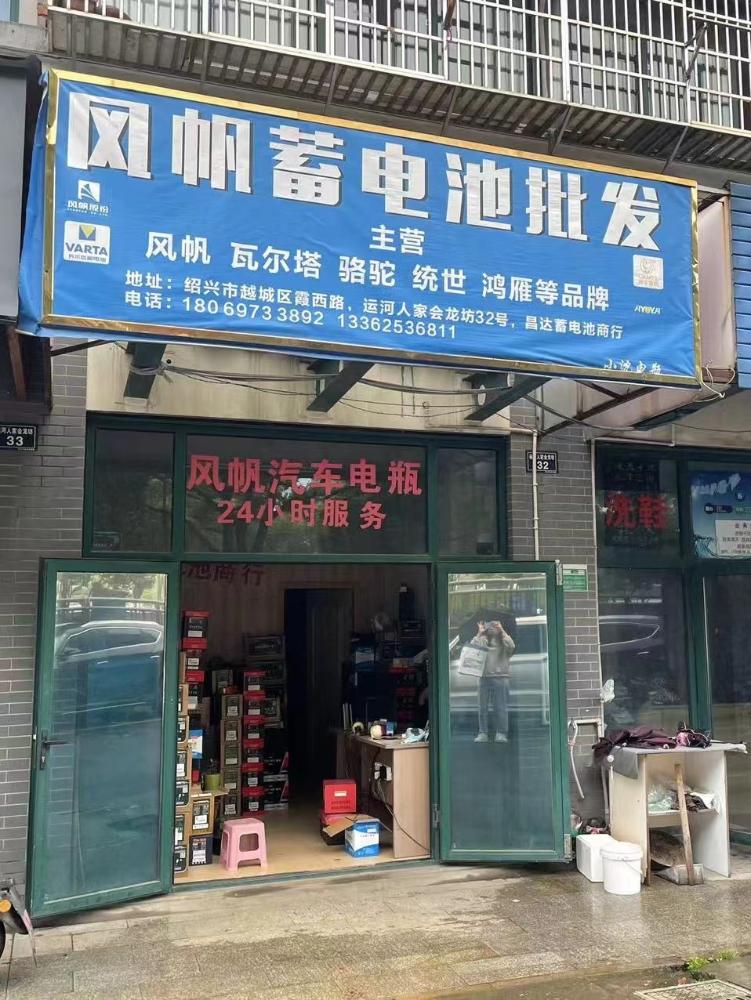 风帆蓄电池批发
风帆股份
VARTA
主营
风帆 瓦尔塔 骆驼 统世 鸿雁等品牌
地址：绍兴市越城区霞西路，运河人家会龙坊32号，昌达蓄电池商行
电话：18069733892 13362536811
33
32
风帆汽车电瓶
24小时服务
池商行
洗鞋